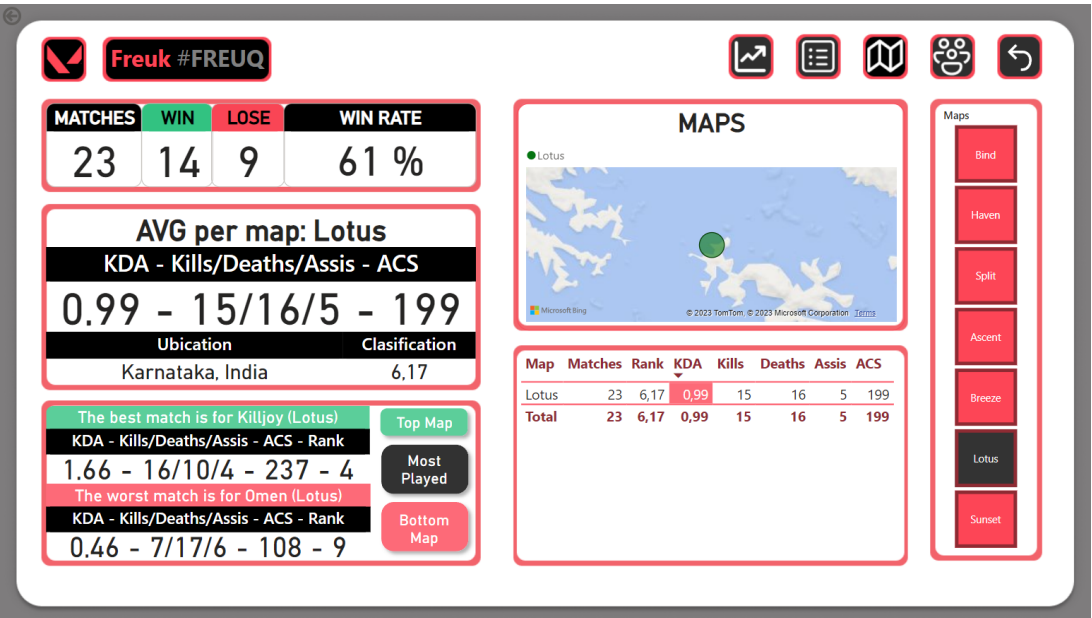 Freuk #FREUQ
MATCHES WIN LOSE WIN RATE
23 14 9 61 %
AVG per map: Lotus
KDA - Kills/Deaths/Assis - ACS
0,99 - 15/16/5 - 199
Ubication Clasification
Karnataka, India 6,17
The best match is for Killjoy (Lotus)
KDA - Kills/Deaths/Assis - ACS - Rank
1.66 - 16/10/4 - 237 - 4
The worst match is for Omen (Lotus)
KDA - Kills/Deaths/Assis - ACS - Rank
0.46 - 7/17/6 - 108 - 9
Top Map
Most
Played
Bottom
Map
MAPS
Lotus
Microsoft Bing
© 2023 TomTom, © 2023 Microsoft Corporation Terms
Map Matches Rank KDA Kills Deaths Assis ACS
Lotus 23 6,17 0,99 15 16 5 199
Total 23 6,17 0,99 15 16 5 199
Maps
Bind
Haven
Split
Ascent
Breeze
Lotus
Sunset